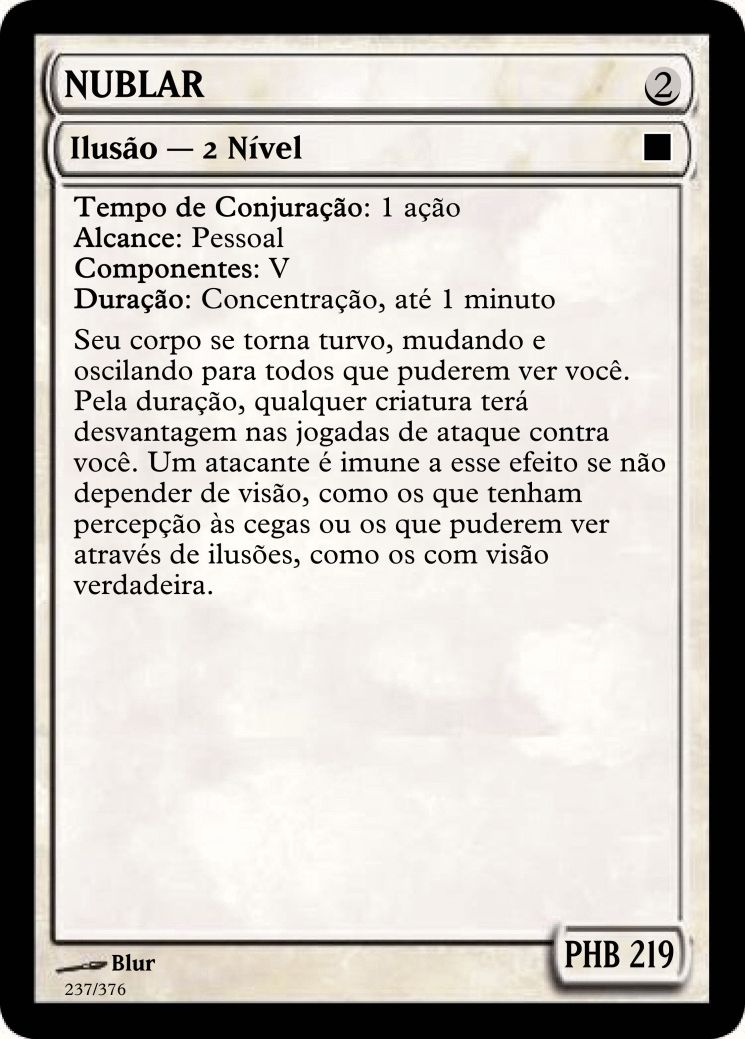 NUBLAR
2
Ilusão — 2 Nível
Tempo de Conjuração: 1 ação
Alcance: Pessoal
Componentes: V
Duração: Concentração, até 1 minuto
Seu corpo se torna turvo, mudando e
oscilando para todos que puderem ver você.
Pela duração, qualquer criatura terá
desvantagem nas jogadas de ataque contra
você. Um atacante é imune a esse efeito se não
depender de visão, como os que tenham
percepção às cegas ou os que puderem ver
através de ilusões, como os com visão
verdadeira.
PHB 219
Blur
237/376